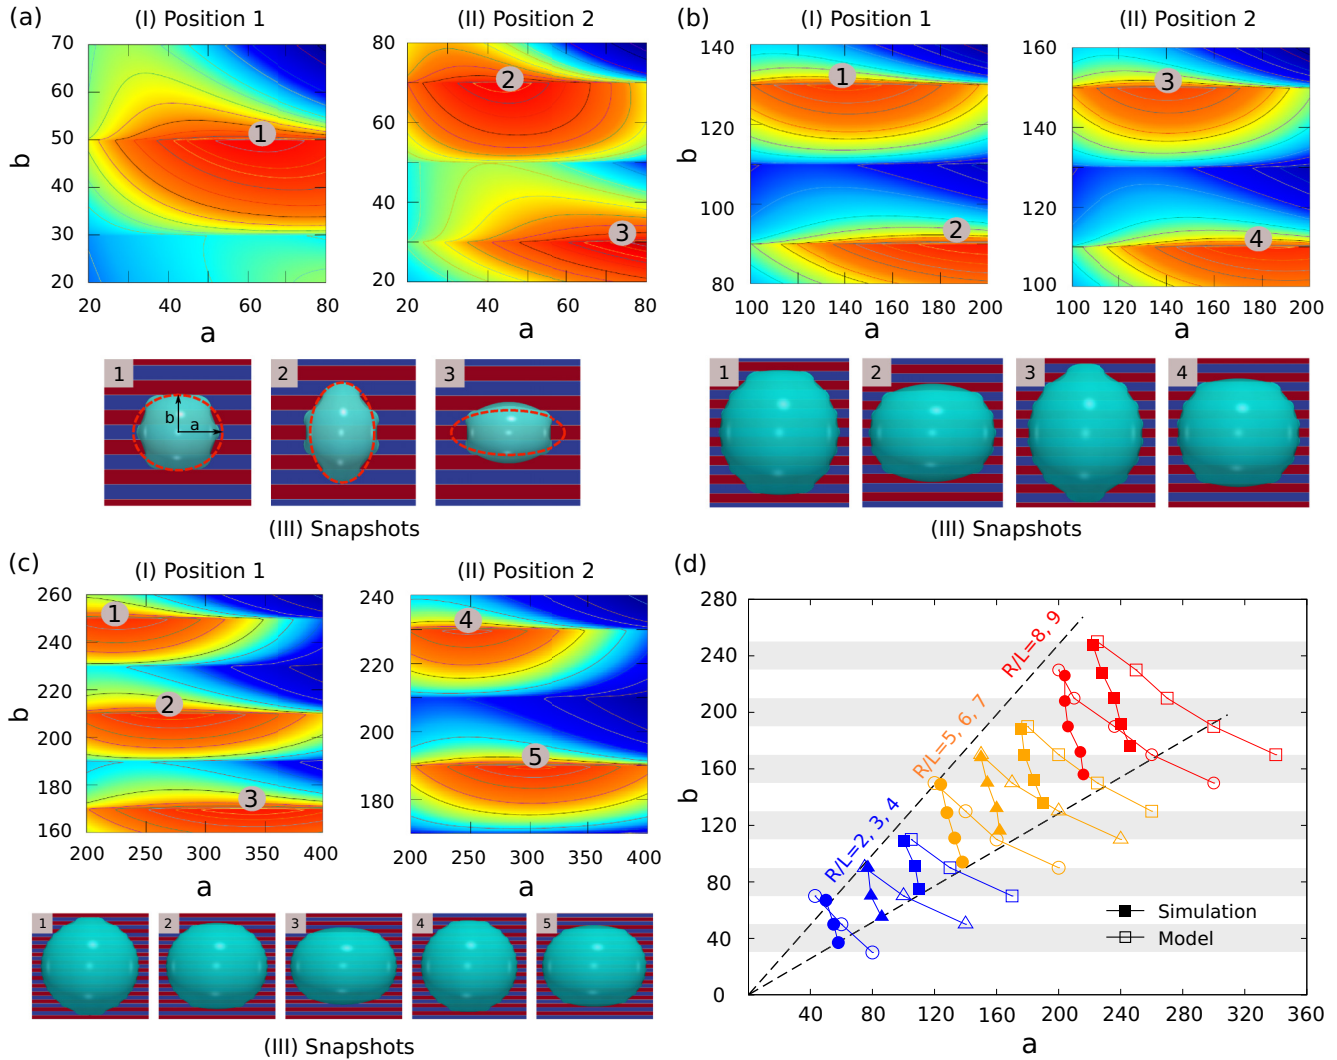 (a)
(I) Position 1
(II) Position 2
b
70
60
50
40
30
20
1
20 40 60 80
a
80
60
40
20
2
3
20 40 60 80
a
1
b
a
2
3
(III) Snapshots
(b)
(I) Position 1
(II) Position 2
b
140
120
100
80
1
2
100 120 140 160 180 200
a
160
140
120
100
3
4
100 120 140 160 180 200
a
1
2
3
4
(III) Snapshots
(c)
(I) Position 1
(II) Position 2
b
260
240
220
200
180
160
1
2
3
200 250 300 350 400
a
240
220
210
190
170
4
5
200 250 300 350 400
a
1
2
3
4
5
(III) Snapshots
(d)
b
280
240
200
160
120
80
40
0
R/L=2, 3, 4
R/L=5, 6, 7
R/L=8, 9
Simulation
Model
40 80 120 160 200 240 280 320 360
a